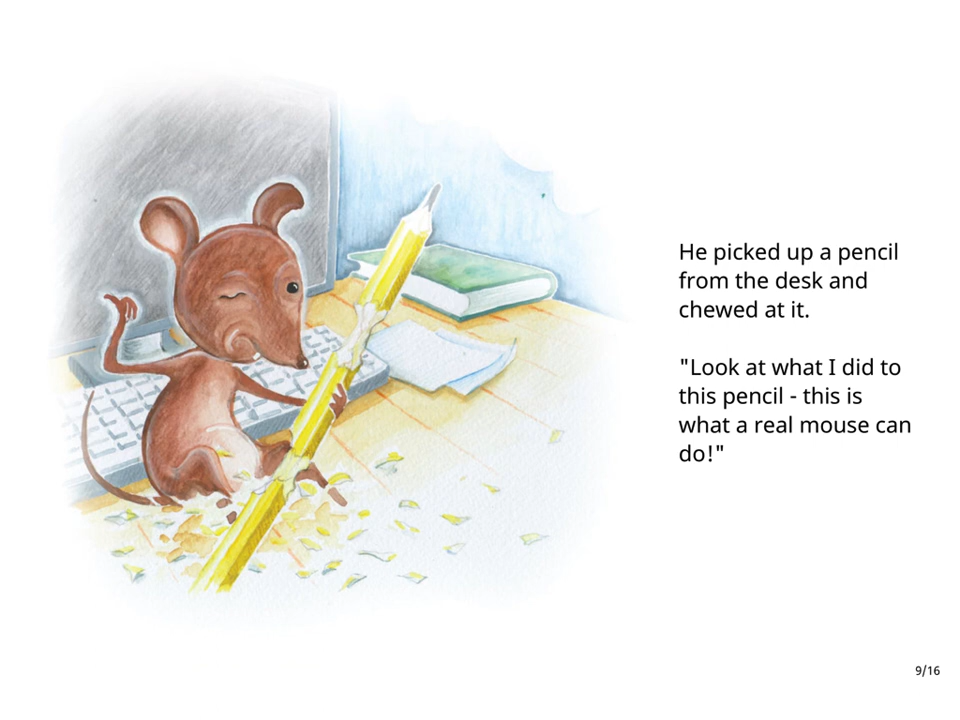 He picked up a pencil
from the desk and
chewed at it.
"Look at what I did to
this pencil - this is
what a real mouse can
do!"
9/16